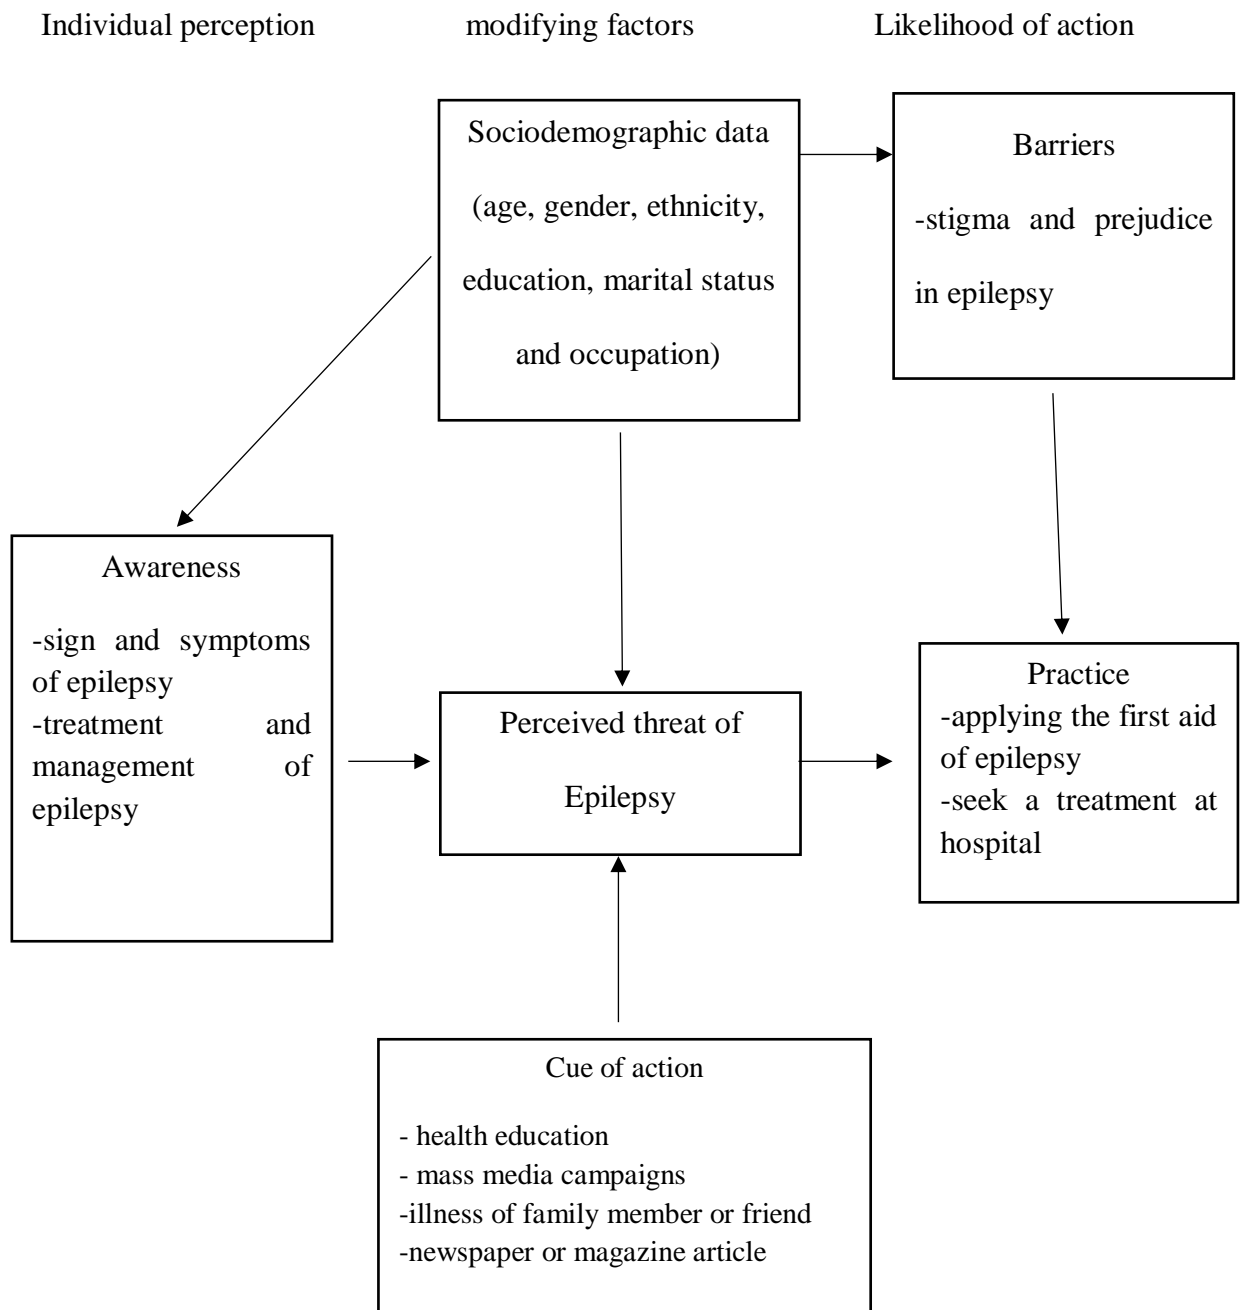 Individual perception
modifying factors
Likelihood of action
Sociodemographic data
(age, gender, ethnicity,
education, marital status
and occupation)
Barriers
-stigma and prejudice
in epilepsy
Awareness
-sign and symptoms
of epilepsy
-treatment and
management of
epilepsy
Perceived threat of
Epilepsy
Practice
-applying the first aid
of epilepsy
-seek a treatment at
hospital
Cue of action
- health education
- mass media campaigns
-illness of family member or friend
-newspaper or magazine article